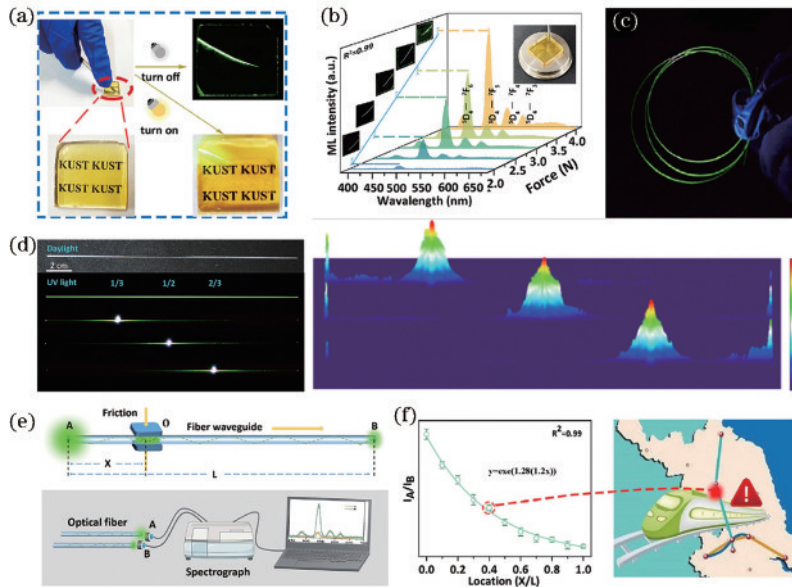 (a)
turn off
turn on
KUST KUST
KUST KUST
KUST KUST
KUST KUST
(b)
ML intensity (a.u.)
R²=0.99
⁵D₄ — ⁷F₆
⁵D₄ — ⁷F₅
⁵D₄ — ⁷F₄
⁵D₄ — ⁷F₃
400 450 500 550 600 650
Wavelength (nm)
2.0 2.5 3.0 3.5 4.0
Force (N)
(c)
(d)
Daylight
2 cm
UV light 1/3 1/2 2/3
(e)
Friction
A O Fiber waveguide B
X
L
Optical fiber A
B
Spectrograph
(f)
I_A/I_B
R²=0.99
y=exe(1.28(1.2x))
0.0 0.2 0.4 0.6 0.8 1.0
Location (X/L)
!